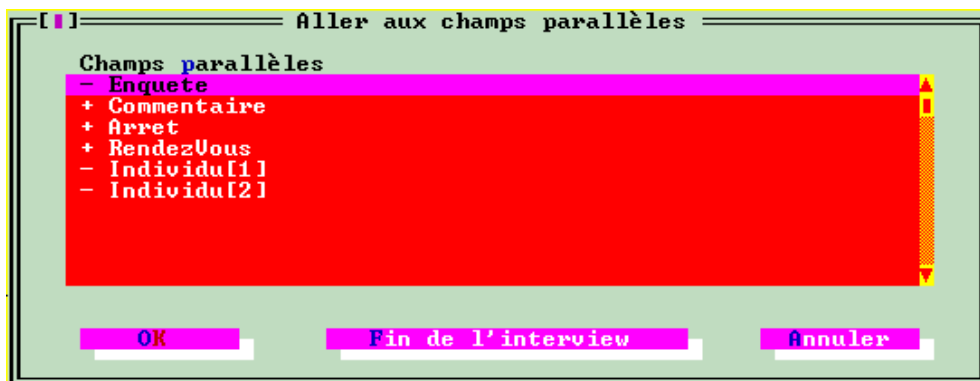 Aller aux champs parallèles
Champs parallèles
- Enquete
+ Commentaire
+ Arret
+ RendezVous
- Individu[1]
- Individu[2]
OK Fin de l'interview Annuler